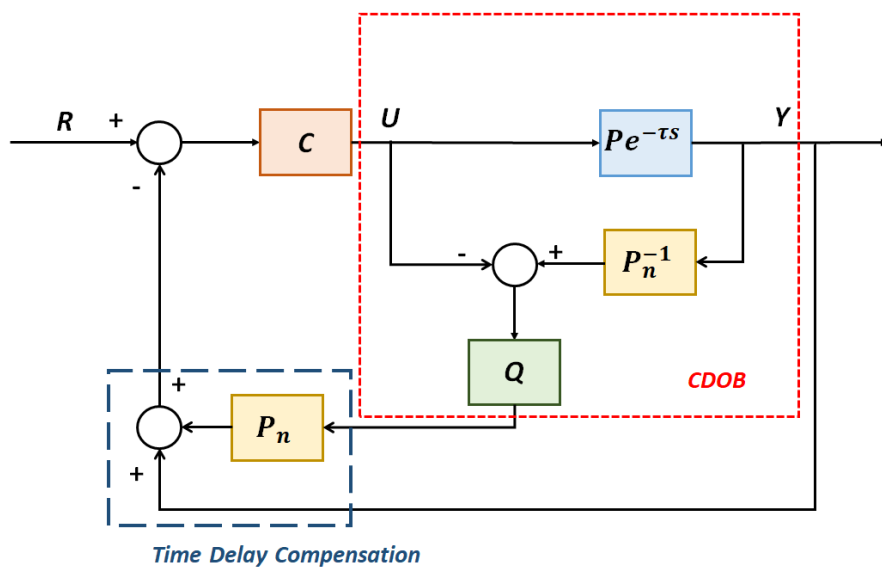 R
+
-
C
U
Pe^{-τs}
Y
-
+
P_n^{-1}
Q
CDOB
+
P_n
+
Time Delay Compensation